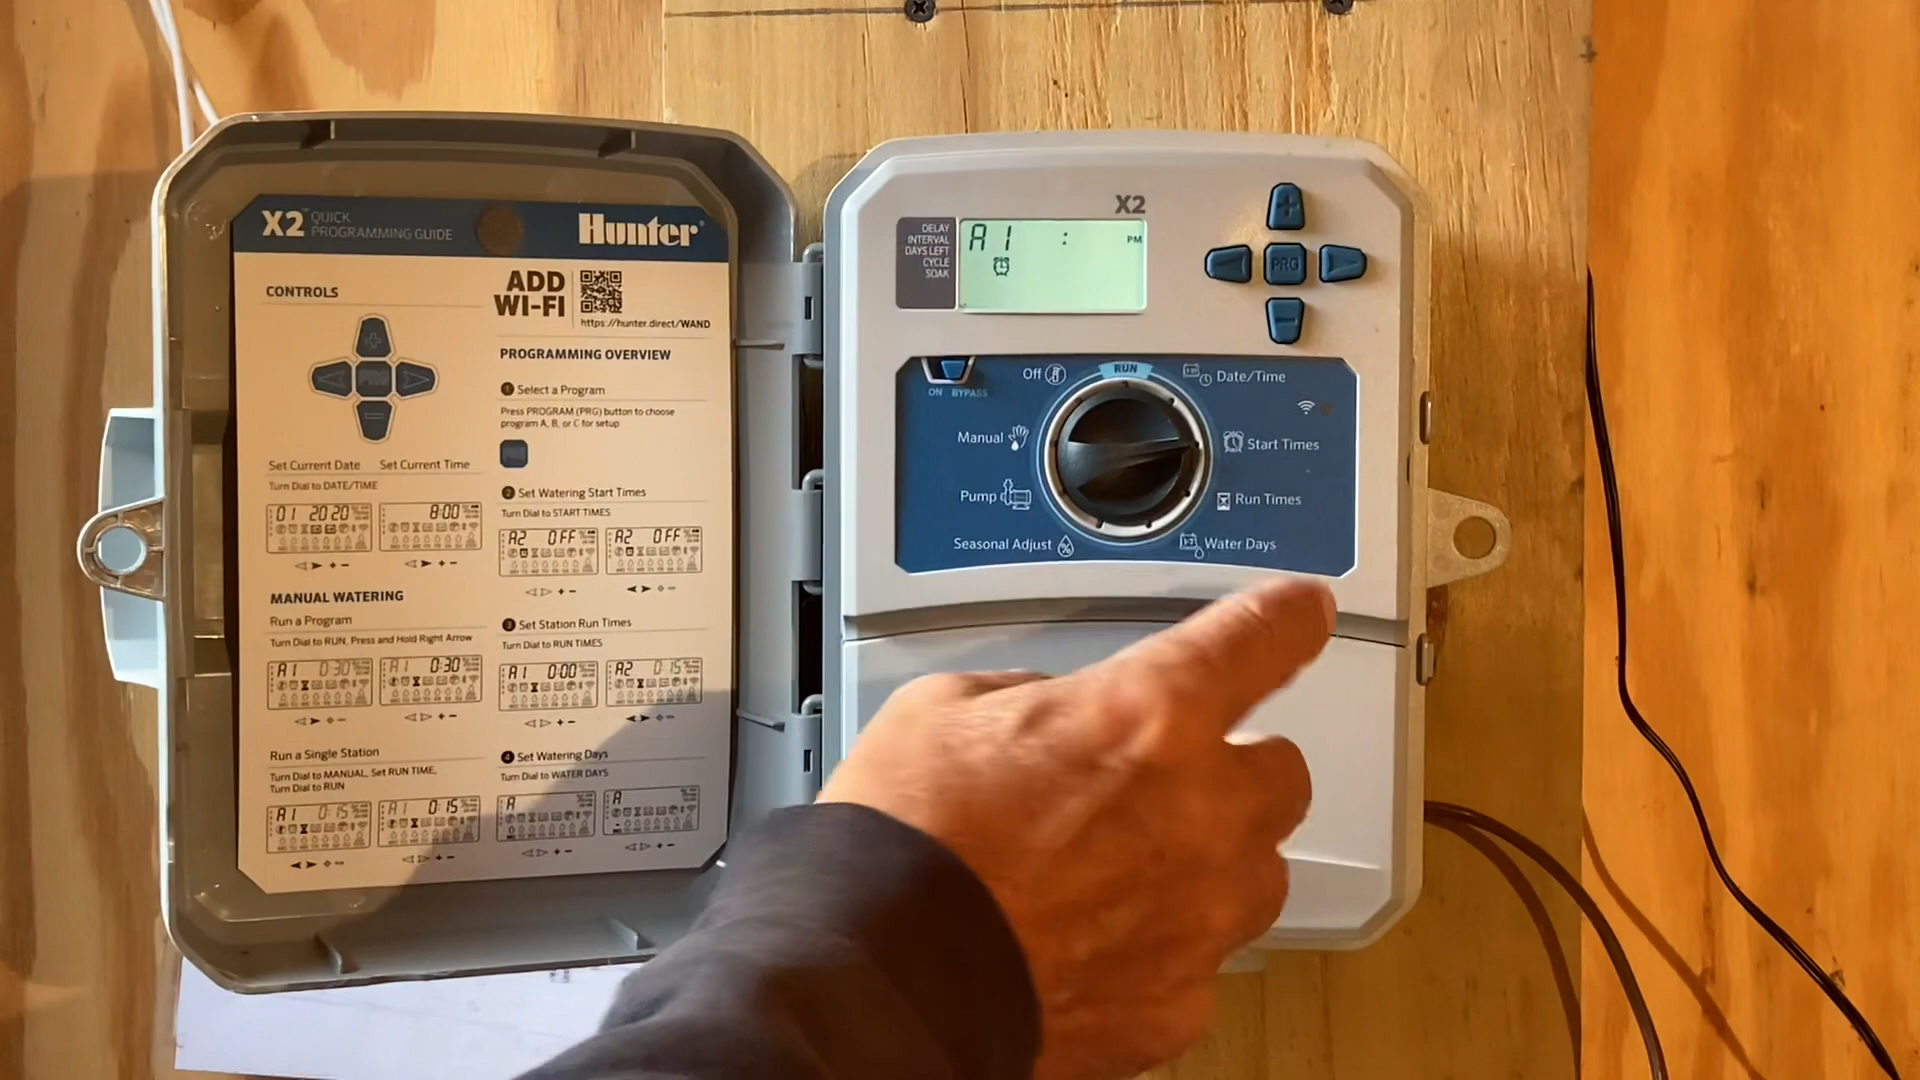 X2™ QUICK
PROGRAMMING GUIDE
Hunter®
CONTROLS
Set Current Date
Set Current Time
Turn Dial to DATE/TIME
01 2020
8:00
MANUAL WATERING
Run a Program
Turn Dial to RUN, Press and Hold Right Arrow
A1 0:30
A1 0:30
Run a Single Station
Turn Dial to MANUAL, Set RUN TIME,
Turn Dial to RUN
A1 0:15
A1 0:15
ADD
WI-FI
https://hunter.direct/WAND
PROGRAMMING OVERVIEW
1 Select a Program
Press PROGRAM (PRG) button to choose
program A, B, or C for setup
2 Set Watering Start Times
Turn Dial to START TIMES
A2 OFF
A2 OFF
3 Set Station Run Times
Turn Dial to RUN TIMES
A1 0:00
A2 0:15
4 Set Watering Days
Turn Dial to WATER DAYS
A
A
X2
DELAY
INTERVAL
DAYS LEFT
CYCLE
SOAK
A1 : PM
PRG
ON BYPASS
Off
RUN
Date/Time
Manual
Start Times
Pump
Run Times
Seasonal Adjust
Water Days